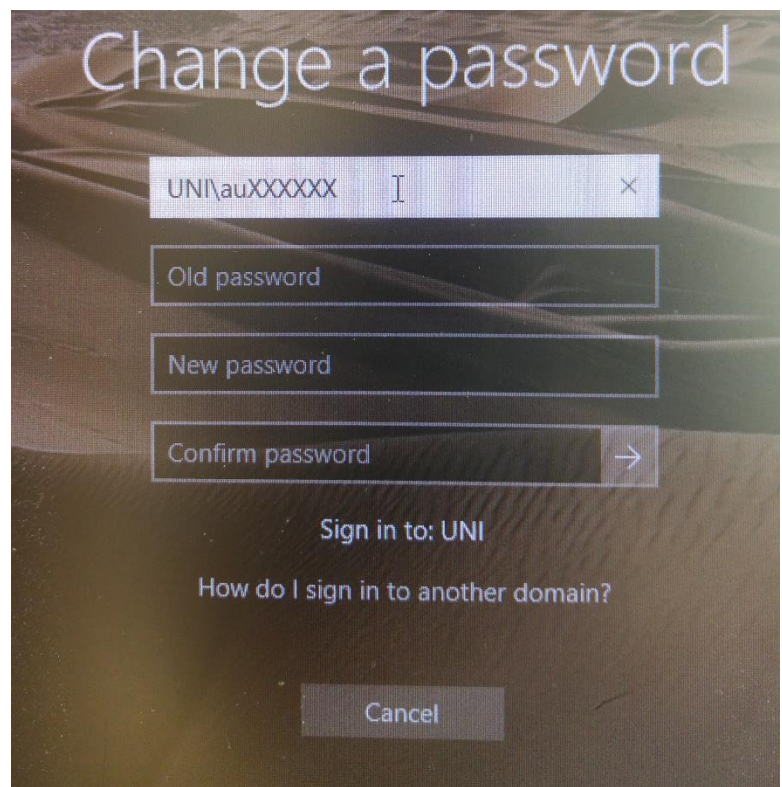 Change a password
UNI\auXXXXXX
Old password
New password
Confirm password
Sign in to: UNI
How do I sign in to another domain?
Cancel